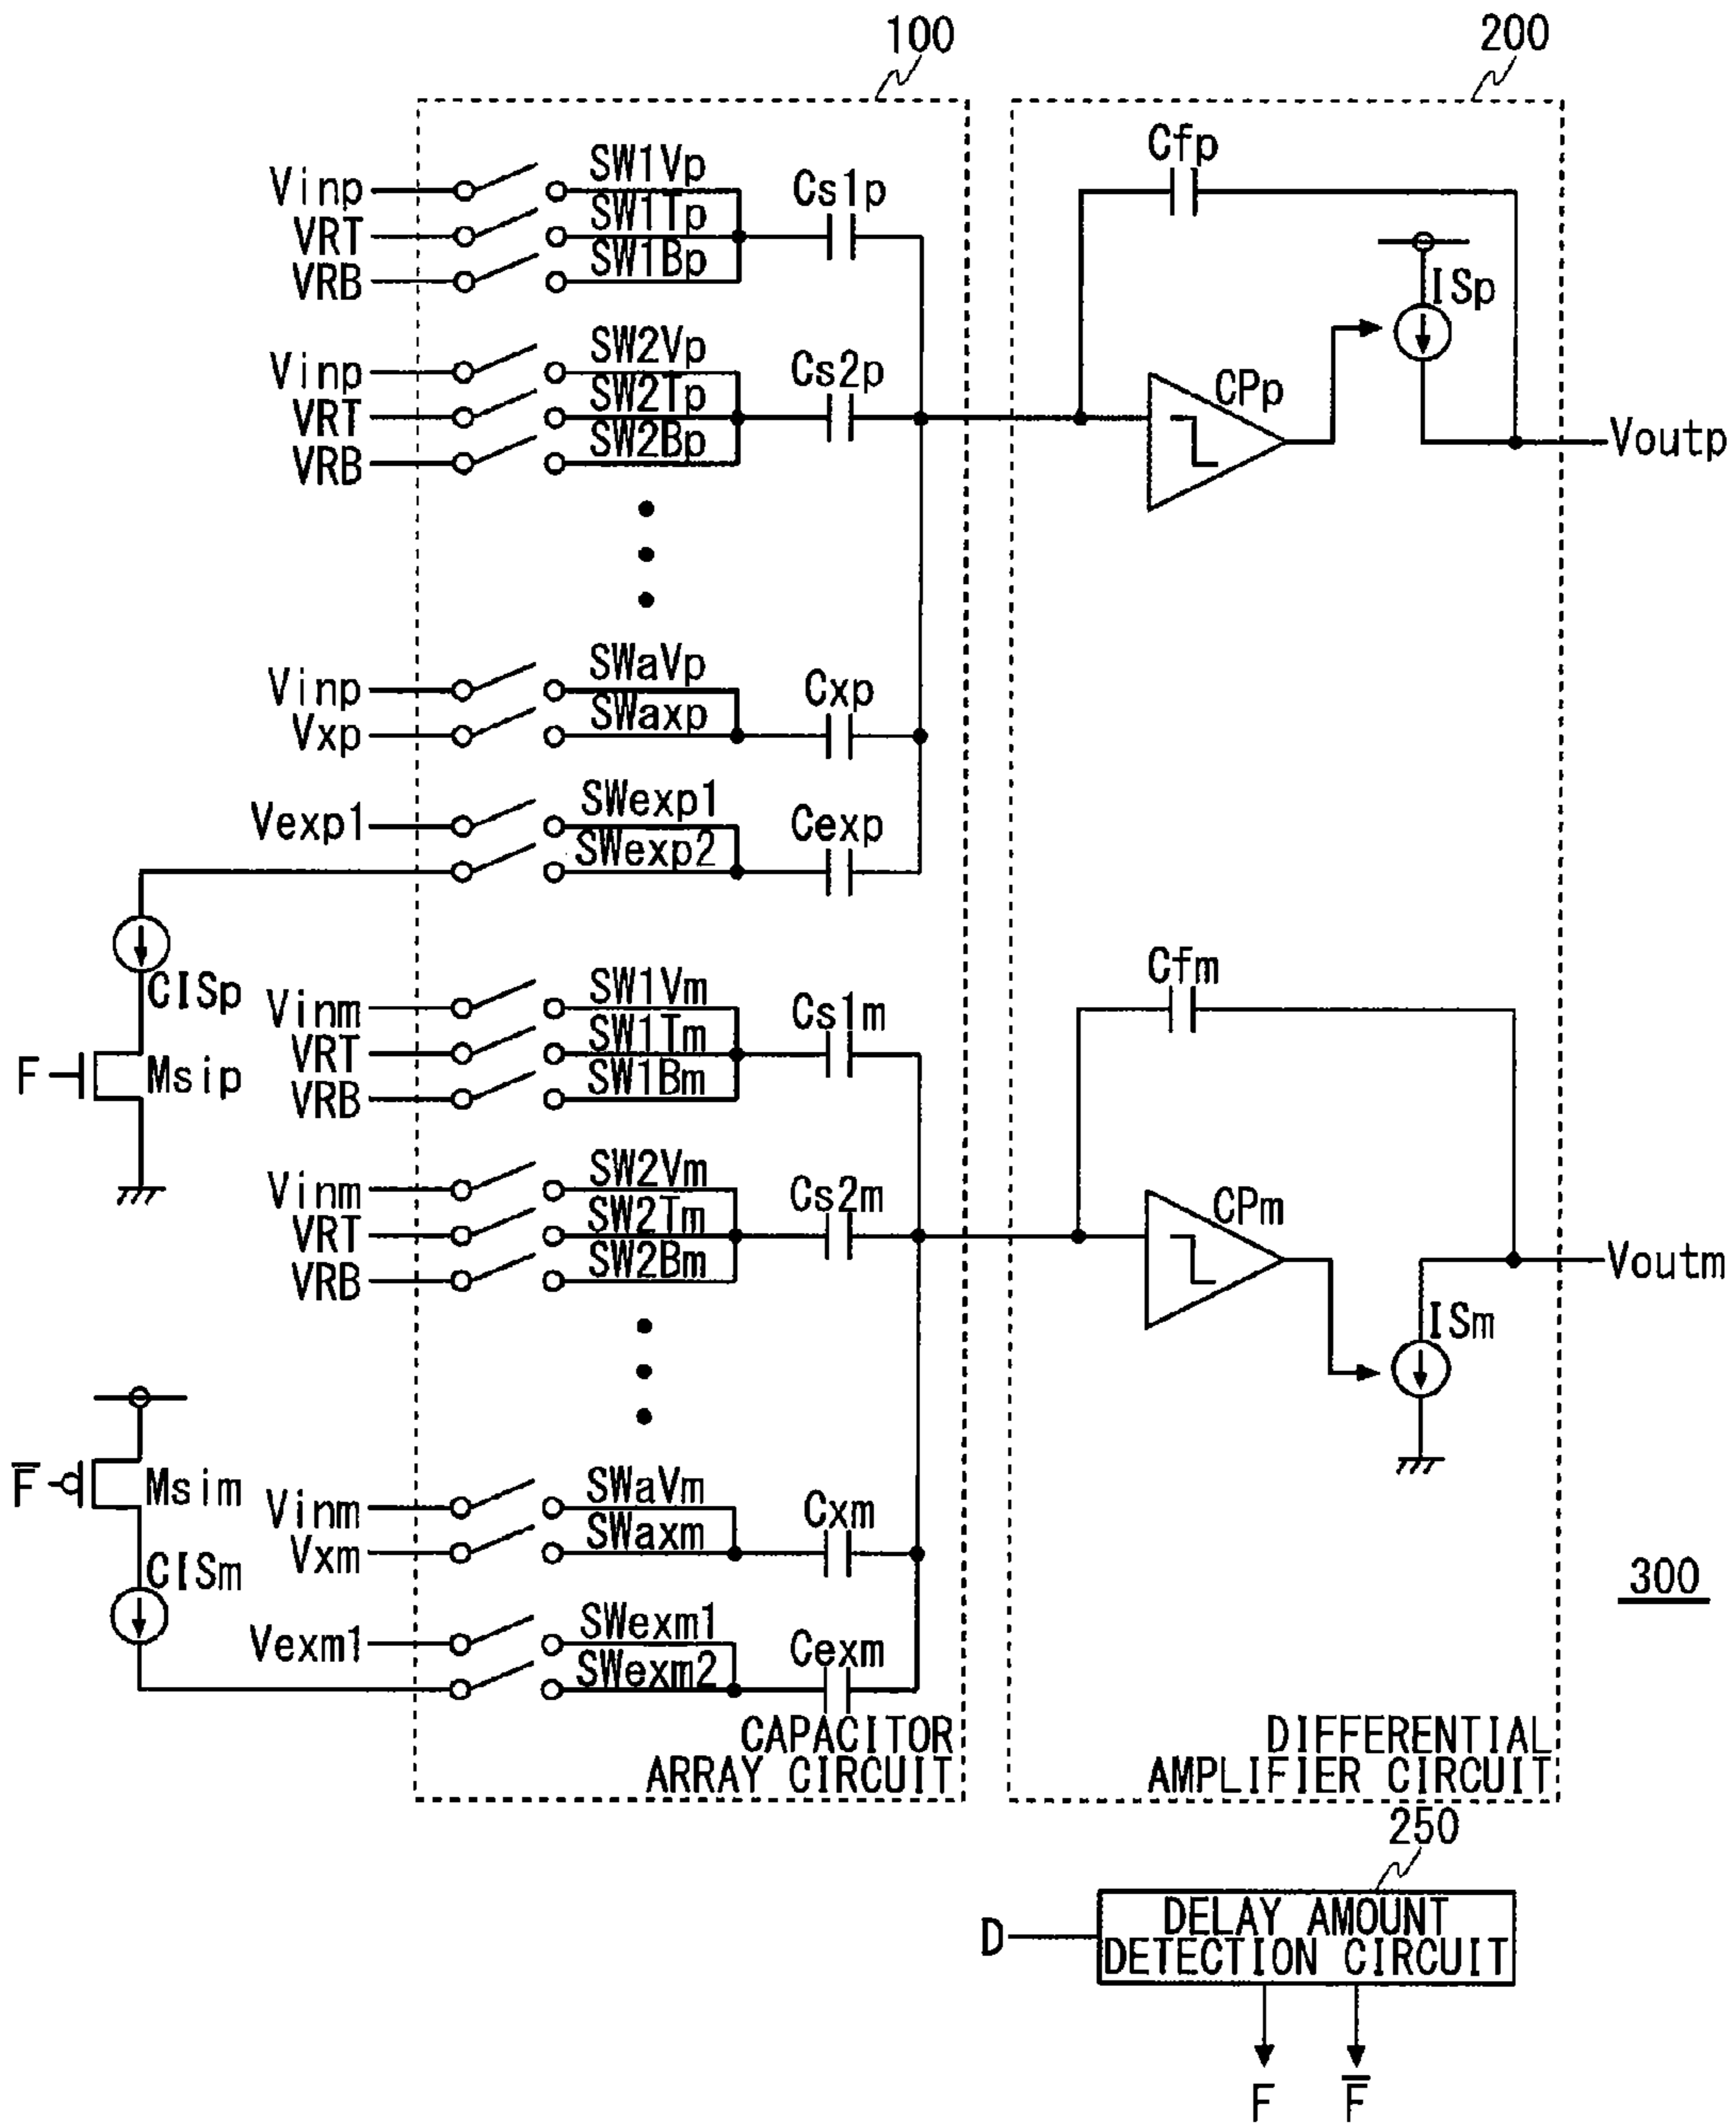 100
200
Vinp
SW1Vp
VRT
SW1Tp
VRB
SW1Bp
Cs1p
Cfp
ISp
Vinp
SW2Vp
VRT
SW2Tp
VRB
SW2Bp
Cs2p
CPp
Voutp
Vinp
SWaVp
Vxp
SWaxp
Cxp
Vexp1
SWexp1
SWexp2
Cexp
CISp
F
Msip
Vinm
SW1Vm
VRT
SW1Tm
VRB
SW1Bm
Cs1m
Cfm
Vinm
SW2Vm
VRT
SW2Tm
VRB
SW2Bm
Cs2m
CPm
Voutm
ISm
F̅
Msim
CISm
Vinm
SWaVm
Vxm
SWaxm
Cxm
Vexm1
SWexm1
SWexm2
Cexm
300
CAPACITOR
ARRAY CIRCUIT
DIFFERENTIAL
AMPLIFIER CIRCUIT
250
D
DELAY AMOUNT
DETECTION CIRCUIT
F
F̅